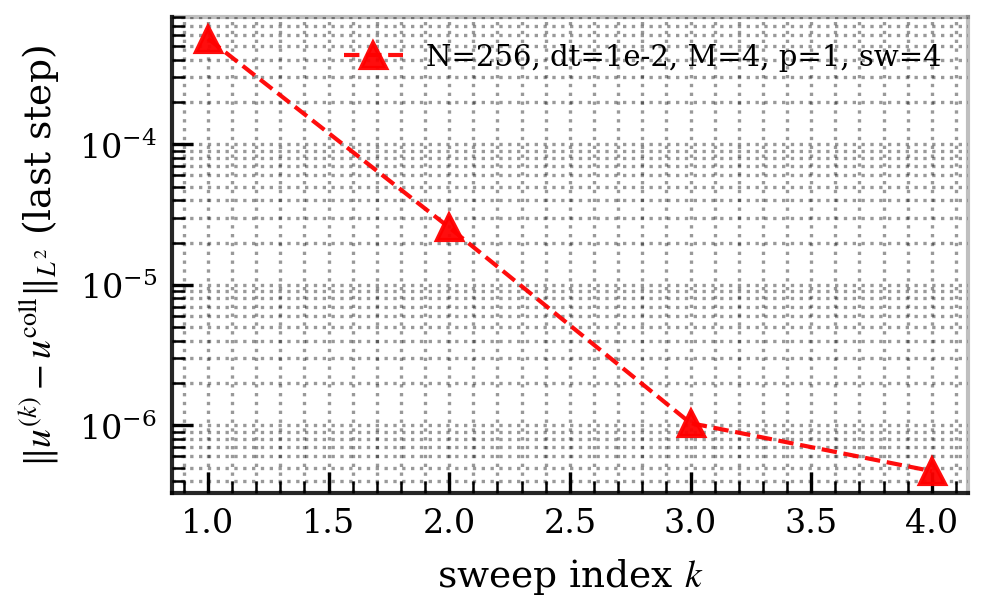 ‖u^{(k)} − u^{coll}‖_{L^2} (last step)
N=256, dt=1e-2, M=4, p=1, sw=4
10^{−4}
10^{−5}
10^{−6}
1.0 1.5 2.0 2.5 3.0 3.5 4.0
sweep index k